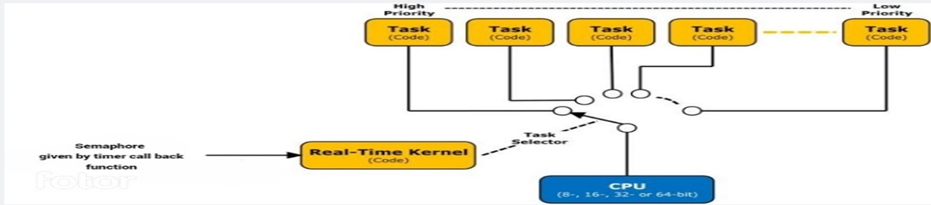 High
Priority
Low
Priority
Task
(Code)
Task
(Code)
Task
(Code)
Task
(Code)
Task
(Code)
Task
Selector
Semaphore
given by timer call back
function
Real-Time Kernel
(Code)
fotor
CPU
(8-, 16-, 32- or 64-bit)